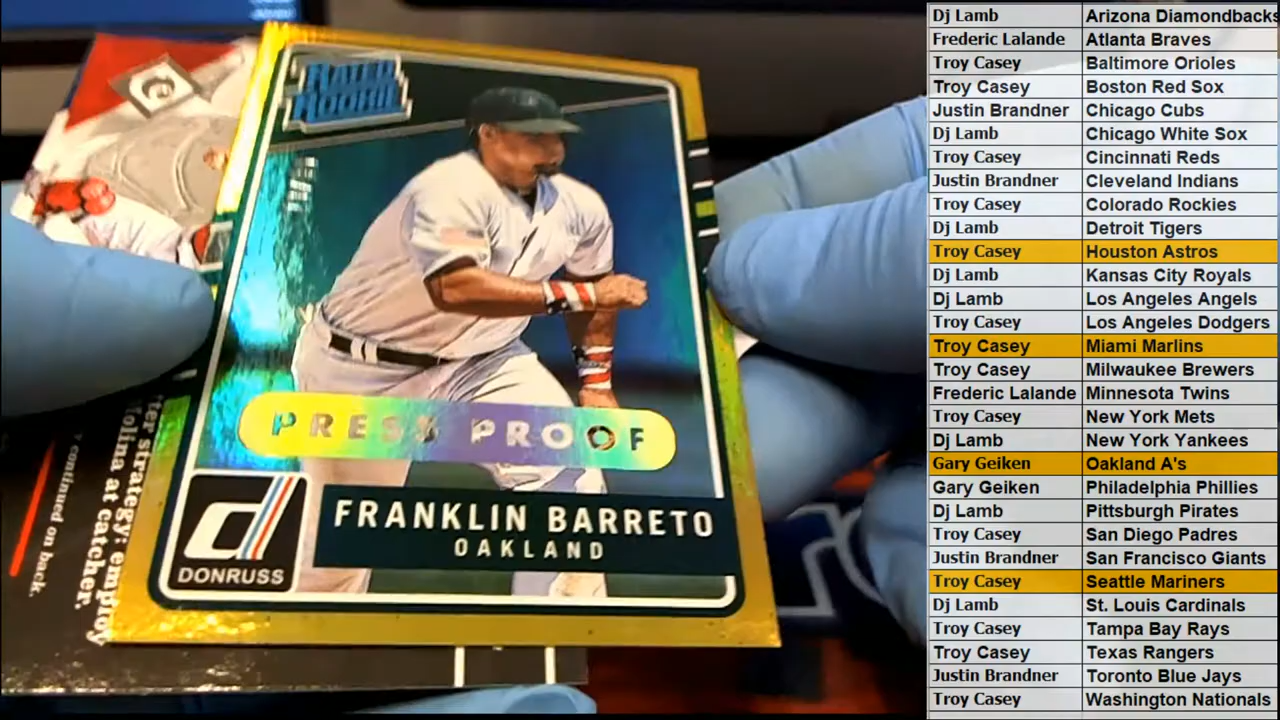 RATED
ROOKIE
PRESS PROOF
FRANKLIN BARRETO
OAKLAND
d
DONRUSS
rter strategy: employ
Molina at catcher.
continued on back.
Dj Lamb Arizona Diamondbacks
Frederic Lalande Atlanta Braves
Troy Casey Baltimore Orioles
Troy Casey Boston Red Sox
Justin Brandner Chicago Cubs
Dj Lamb Chicago White Sox
Troy Casey Cincinnati Reds
Justin Brandner Cleveland Indians
Troy Casey Colorado Rockies
Dj Lamb Detroit Tigers
Troy Casey Houston Astros
Dj Lamb Kansas City Royals
Dj Lamb Los Angeles Angels
Troy Casey Los Angeles Dodgers
Troy Casey Miami Marlins
Troy Casey Milwaukee Brewers
Frederic Lalande Minnesota Twins
Troy Casey New York Mets
Dj Lamb New York Yankees
Gary Geiken Oakland A's
Gary Geiken Philadelphia Phillies
Dj Lamb Pittsburgh Pirates
Troy Casey San Diego Padres
Justin Brandner San Francisco Giants
Troy Casey Seattle Mariners
Dj Lamb St. Louis Cardinals
Troy Casey Tampa Bay Rays
Troy Casey Texas Rangers
Justin Brandner Toronto Blue Jays
Troy Casey Washington Nationals